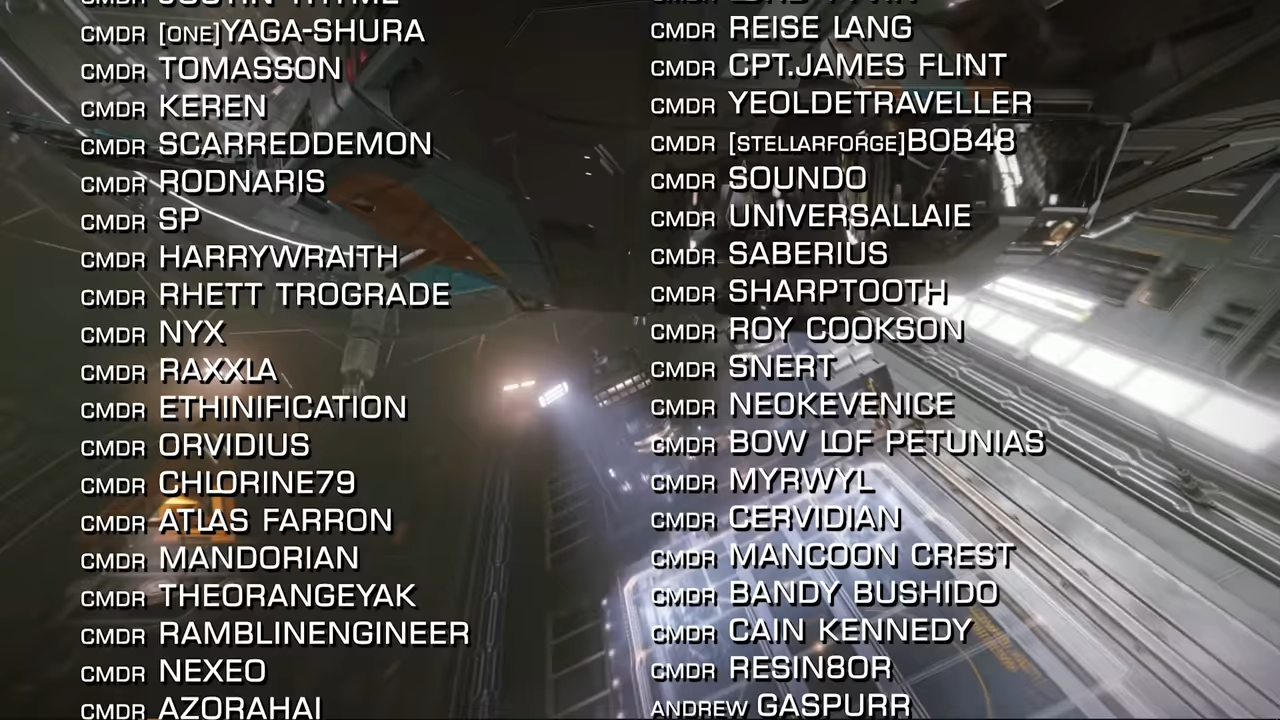 CMDR JUSTIN THYME
CMDR [ONE]YAGA-SHURA
CMDR TOMASSON
CMDR KEREN
CMDR SCARREDDEMON
CMDR RODNARIS
CMDR SP
CMDR HARRYWRAITH
CMDR RHETT TROGRADE
CMDR NYX
CMDR RAXXLA
CMDR ETHINIFICATION
CMDR ORVIDIUS
CMDR CHLORINE79
CMDR ATLAS FARRON
CMDR MANDORIAN
CMDR THEORANGEYAK
CMDR RAMBLINENGINEER
CMDR NEXEO
CMDR AZORAHAI
CMDR REISE LANG
CMDR CPT.JAMES FLINT
CMDR YEOLDETRAVELLER
CMDR [STELLARFORGE]BOB48
CMDR SOUNDO
CMDR UNIVERSALLAIE
CMDR SABERIUS
CMDR SHARPTOOTH
CMDR ROY COOKSON
CMDR SNERT
CMDR NEOKEVENICE
CMDR BOW LOF PETUNIAS
CMDR MYRWYL
CMDR CERVIDIAN
CMDR MANCOON CREST
CMDR BANDY BUSHIDO
CMDR CAIN KENNEDY
CMDR RESIN8OR
ANDREW GASPURR